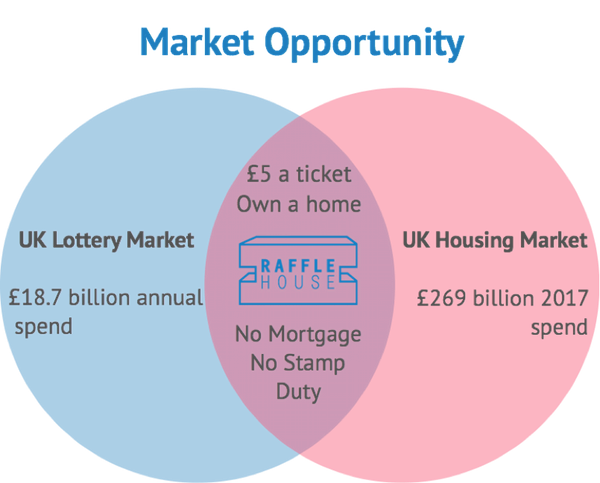 Market Opportunity
£5 a ticket
Own a home
UK Lottery Market
£18.7 billion annual
spend
RAFFLE
HOUSE
No Mortgage
No Stamp
Duty
UK Housing Market
£269 billion 2017
spend